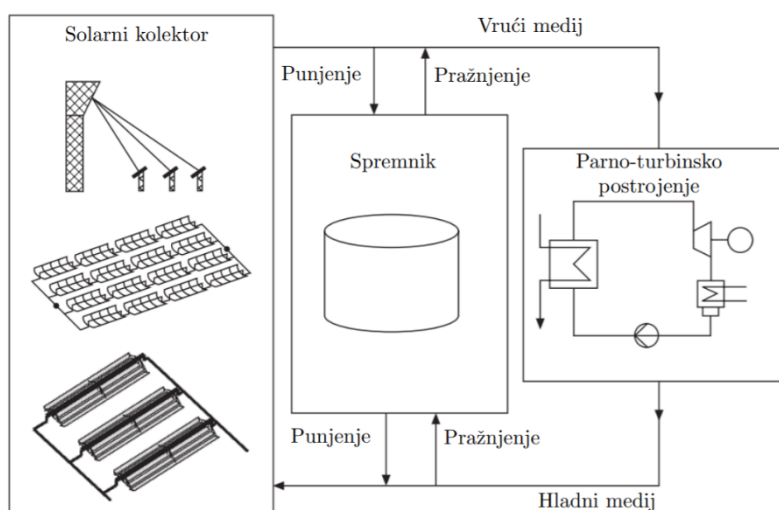 Solarni kolektor
Vrući medij
Punjenje
Pražnjenje
Spremnik
Parno-turbinsko
postrojenje
Punjenje
Pražnjenje
Hladni medij